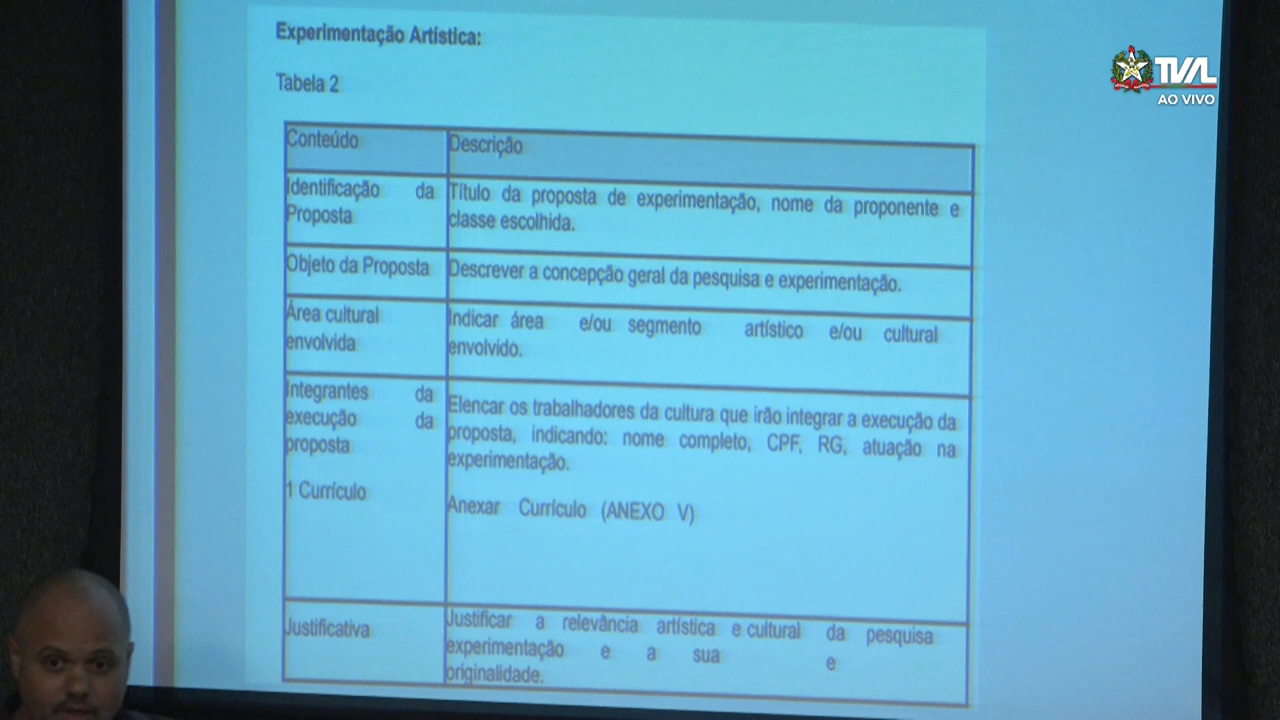 Experimentação Artística:
Tabela 2
Conteúdo
Descrição
Identificação da
Proposta
Título da proposta de experimentação, nome da proponente e
classe escolhida.
Objeto da Proposta
Descrever a concepção geral da pesquisa e experimentação.
Área cultural
envolvida
Indicar área e/ou segmento artístico e/ou cultural
envolvido.
Integrantes da
execução da
proposta
1 Currículo
Elencar os trabalhadores da cultura que irão integrar a execução da
proposta, indicando: nome completo, CPF, RG, atuação na
experimentação.
Anexar Currículo (ANEXO V)
Justificativa
Justificar a relevância artística e cultural da pesquisa
experimentação e a sua e
originalidade.
TVAL
AO VIVO